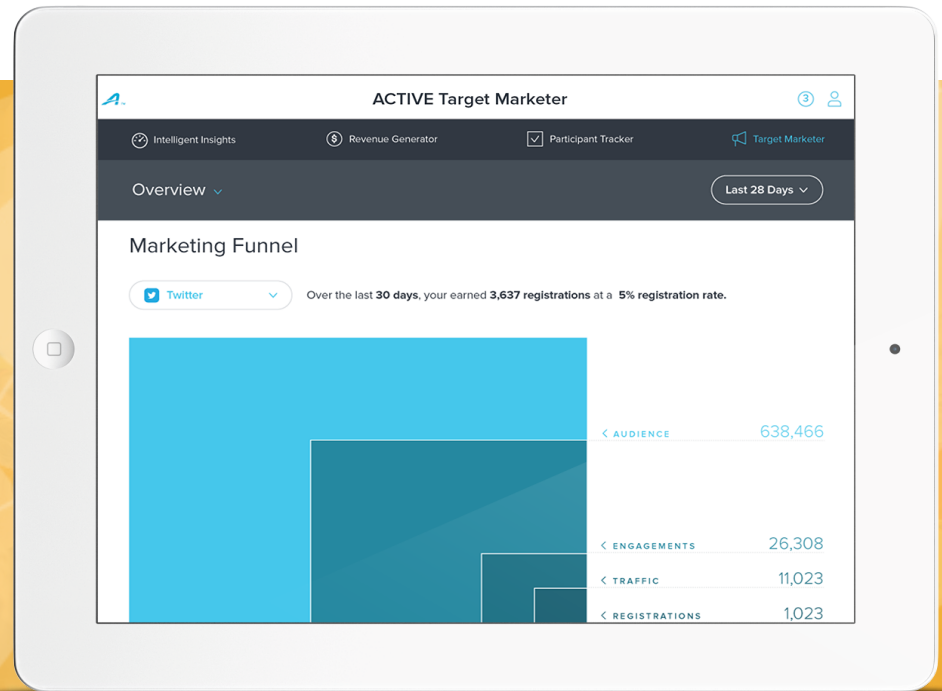 ACTIVE Target Marketer
3
Intelligent Insights
Revenue Generator
Participant Tracker
Target Marketer
Overview
Last 28 Days
Marketing Funnel
Twitter
Over the last 30 days, your earned 3,637 registrations at a 5% registration rate.
AUDIENCE 638,466
ENGAGEMENTS 26,308
TRAFFIC 11,023
REGISTRATIONS 1,023